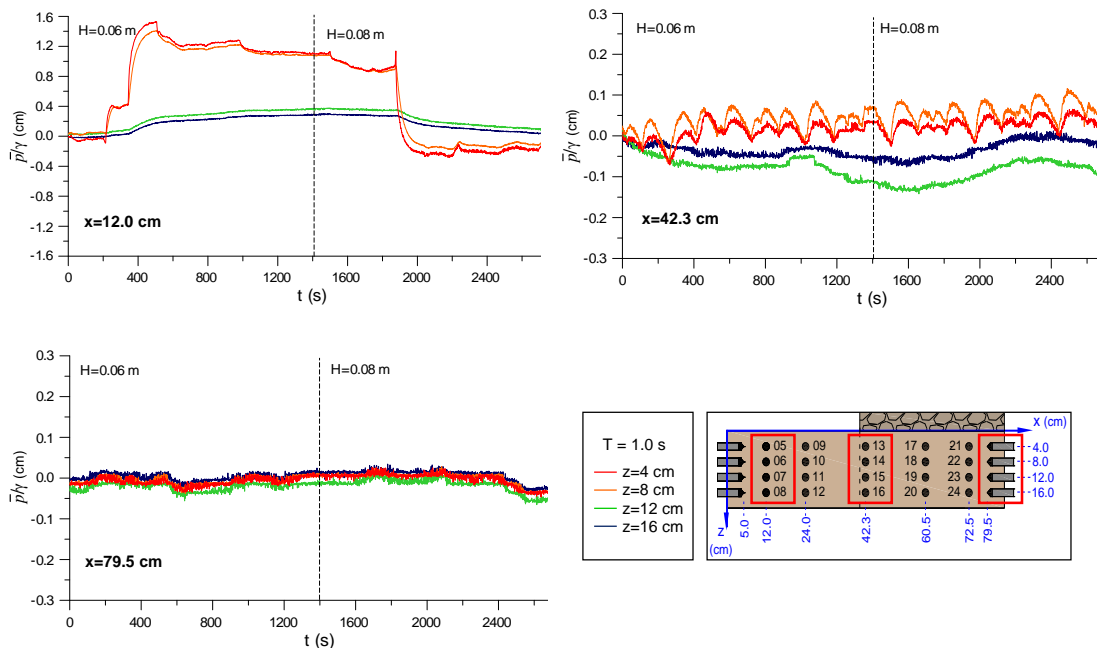 1.6
1.2
0.8
0.4
0.0
-0.4
-0.8
-1.2
-1.6
p̅/γ (cm)
H=0.06 m
H=0.08 m
x=12.0 cm
0 400 800 1200 1600 2000 2400
t (s)
0.3
0.2
0.1
0.0
-0.1
-0.2
-0.3
p̅/γ (cm)
H=0.06 m
H=0.08 m
x=42.3 cm
0 400 800 1200 1600 2000 2400
t (s)
0.3
0.2
0.1
0.0
-0.1
-0.2
-0.3
p̅/γ (cm)
H=0.06 m
H=0.08 m
x=79.5 cm
0 400 800 1200 1600 2000 2400
t (s)
T = 1.0 s
z=4 cm
z=8 cm
z=12 cm
z=16 cm
x (cm)
05 09 13 17 21 4.0
06 10 14 18 22 8.0
07 11 15 19 23 12.0
08 12 16 20 24 16.0
z
(cm)
5.0 12.0 24.0 42.3 60.5 72.5 79.5